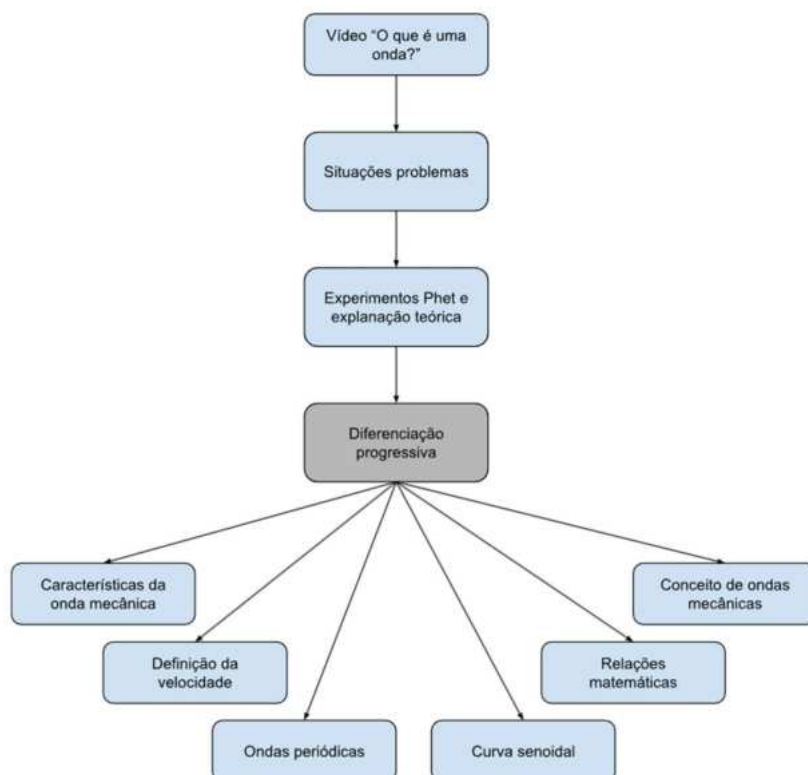 Vídeo “O que é uma
onda?”
Situações problemas
Experimentos Phet e
explanação teórica
Diferenciação
progressiva
Características da
onda mecânica
Conceito de ondas
mecânicas
Definição da
velocidade
Relações
matemáticas
Ondas periódicas
Curva senoidal